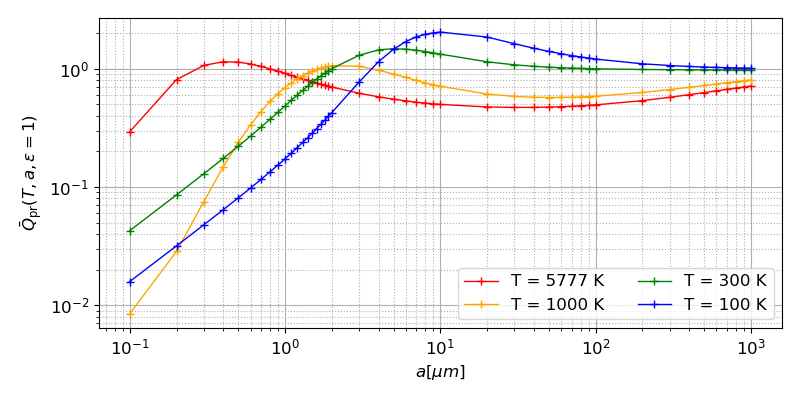 Q̄pr(T, a, ε = 1)
10⁰
10⁻¹
10⁻²
T = 5777 K
T = 1000 K
T = 300 K
T = 100 K
10⁻¹ 10⁰ 10¹ 10² 10³
a[μm]